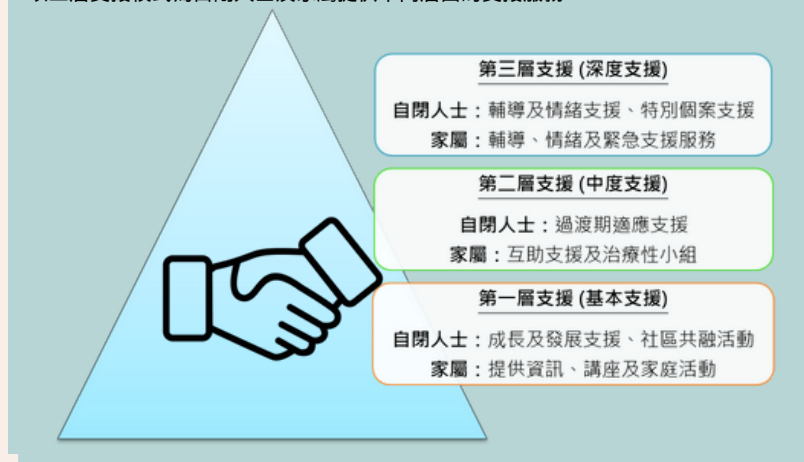 第三層支援 (深度支援)
自閉人士：輔導及情緒支援、特別個案支援
家屬：輔導、情緒及緊急支援服務
第二層支援 (中度支援)
自閉人士：過渡期適應支援
家屬：互助支援及治療性小組
第一層支援 (基本支援)
自閉人士：成長及發展支援、社區共融活動
家屬：提供資訊、講座及家庭活動